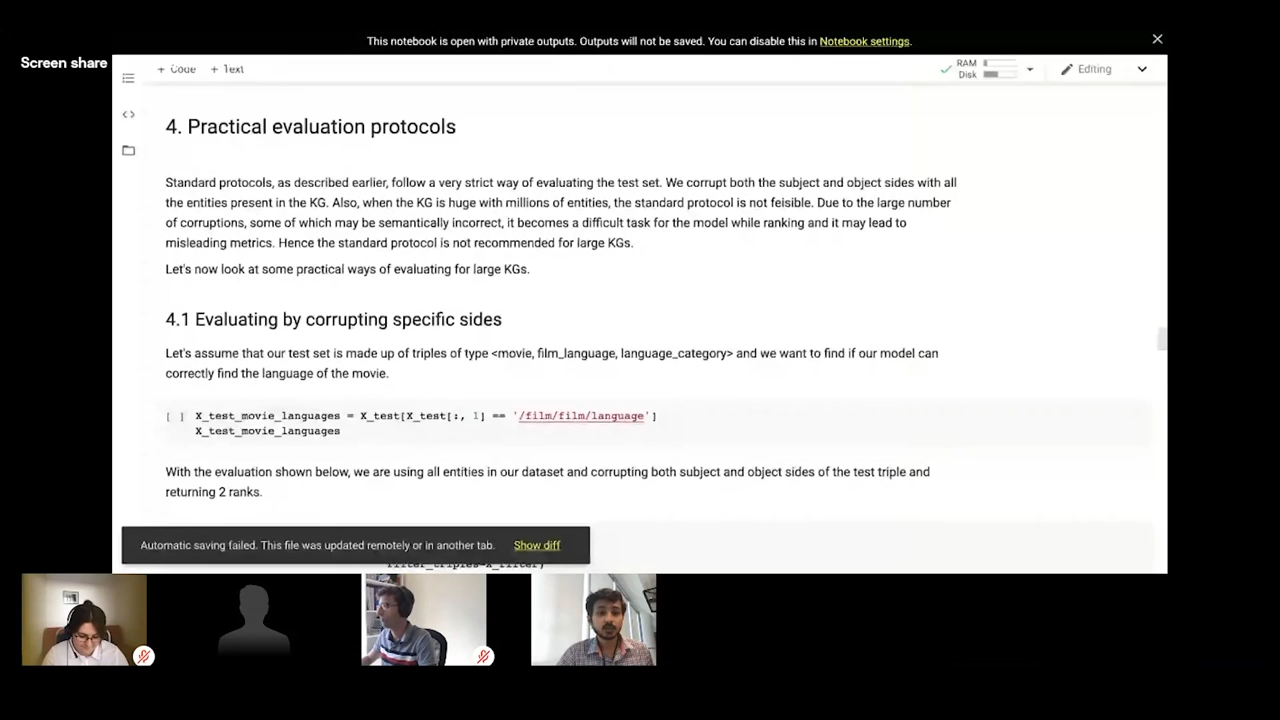 This notebook is open with private outputs. Outputs will not be saved. You can disable this in Notebook settings.
Screen share
+ Code + Text
RAM
Disk
Editing
4. Practical evaluation protocols
Standard protocols, as described earlier, follow a very strict way of evaluating the test set. We corrupt both the subject and object sides with all
the entities present in the KG. Also, when the KG is huge with millions of entities, the standard protocol is not feisible. Due to the large number
of corruptions, some of which may be semantically incorrect, it becomes a difficult task for the model while ranking and it may lead to
misleading metrics. Hence the standard protocol is not recommended for large KGs.
Let's now look at some practical ways of evaluating for large KGs.
4.1 Evaluating by corrupting specific sides
Let's assume that our test set is made up of triples of type <movie, film_language, language_category> and we want to find if our model can
correctly find the language of the movie.
[ ] X_test_movie_languages = X_test[X_test[:, 1] == '/film/film/language']
X_test_movie_languages
With the evaluation shown below, we are using all entities in our dataset and corrupting both subject and object sides of the test triple and
returning 2 ranks.
Automatic saving failed. This file was updated remotely or in another tab. Show diff
filter_triples=X_filter,